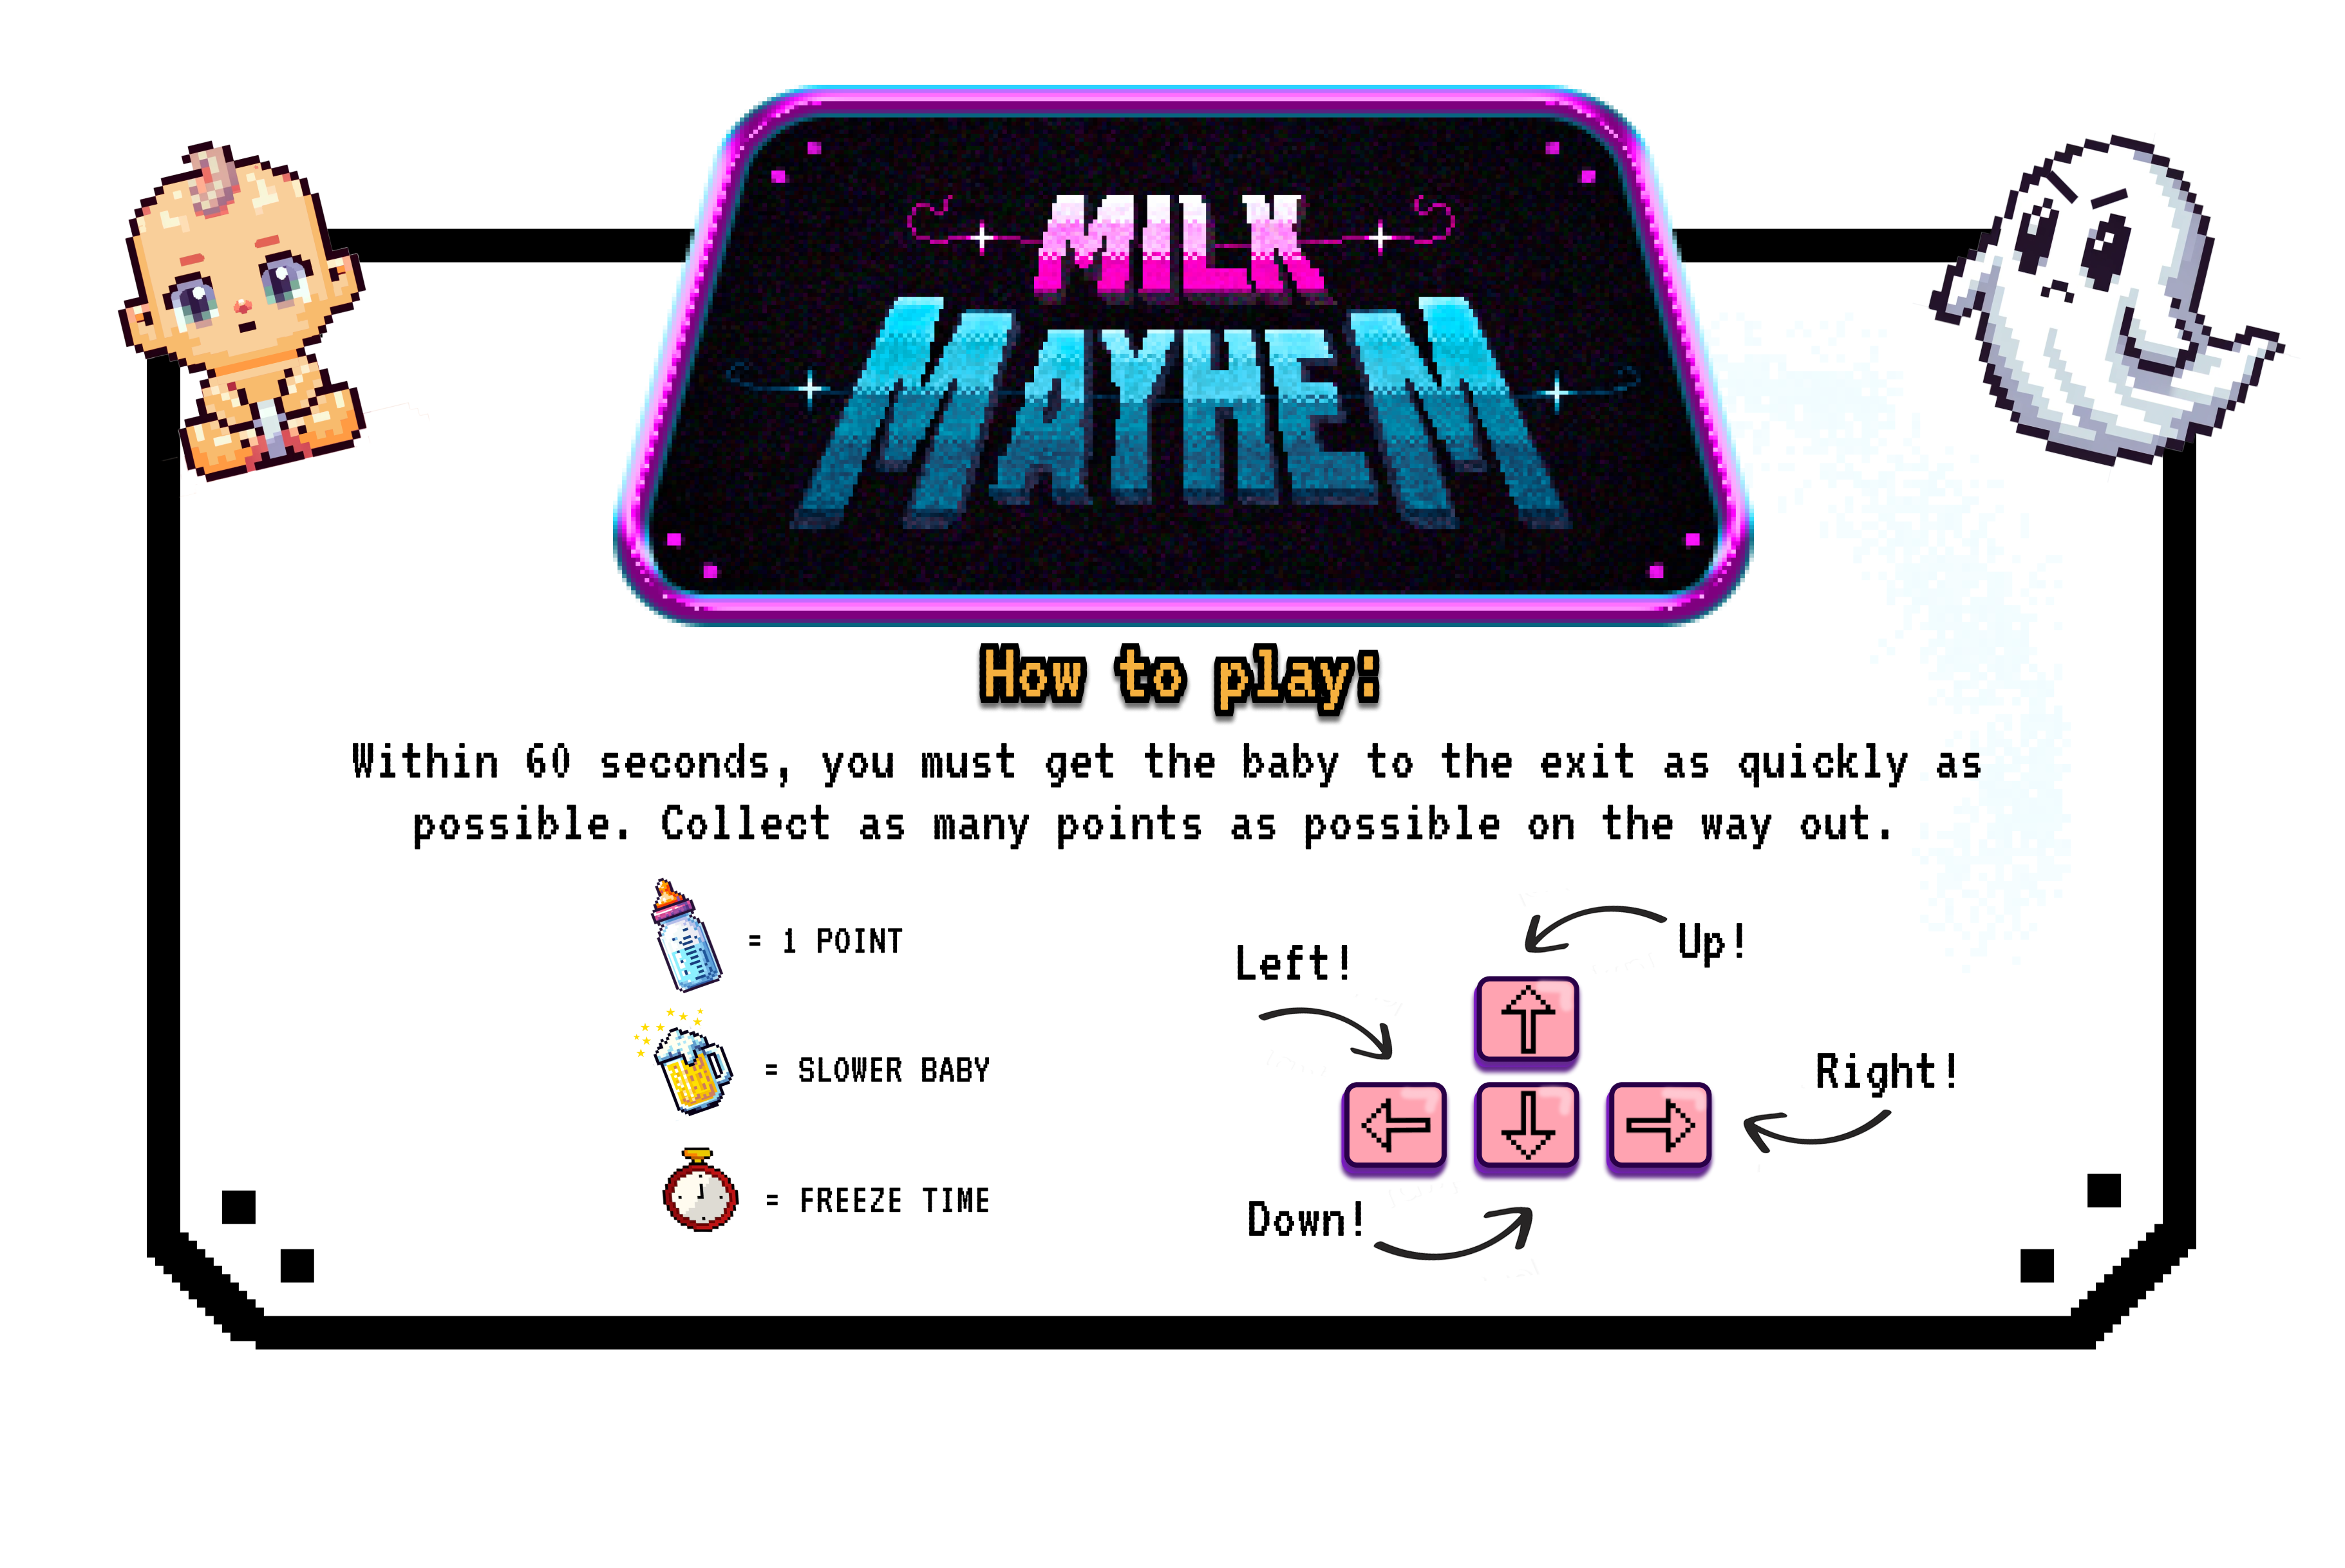 MILK
MAYHEM
How to play:
Within 60 seconds, you must get the baby to the exit as quickly as
possible. Collect as many points as possible on the way out.
= 1 POINT
= SLOWER BABY
= FREEZE TIME
Up!
Left!
Right!
Down!